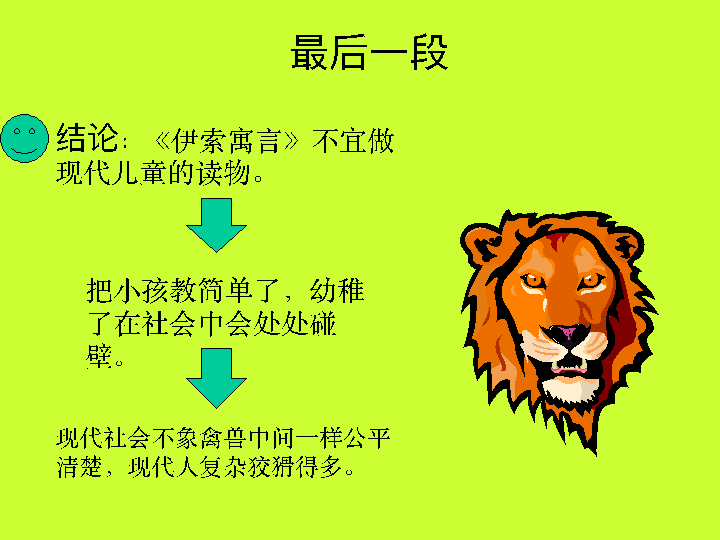 最后一段
结论：《伊索寓言》不宜做
现代儿童的读物。
把小孩教简单了，幼稚
了在社会中会处处碰
壁。
现代社会不象禽兽中间一样公平
清楚，现代人复杂狡猾得多。